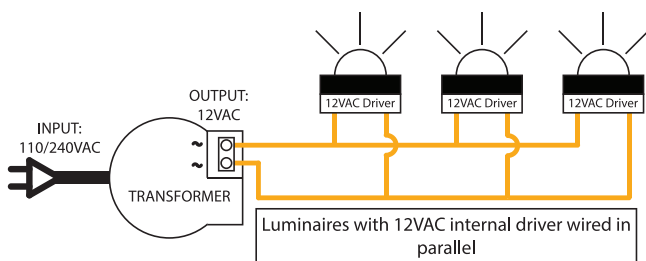 INPUT:
110/240VAC
TRANSFORMER
OUTPUT:
12VAC
~
~
12VAC Driver
12VAC Driver
12VAC Driver
Luminaires with 12VAC internal driver wired in
parallel